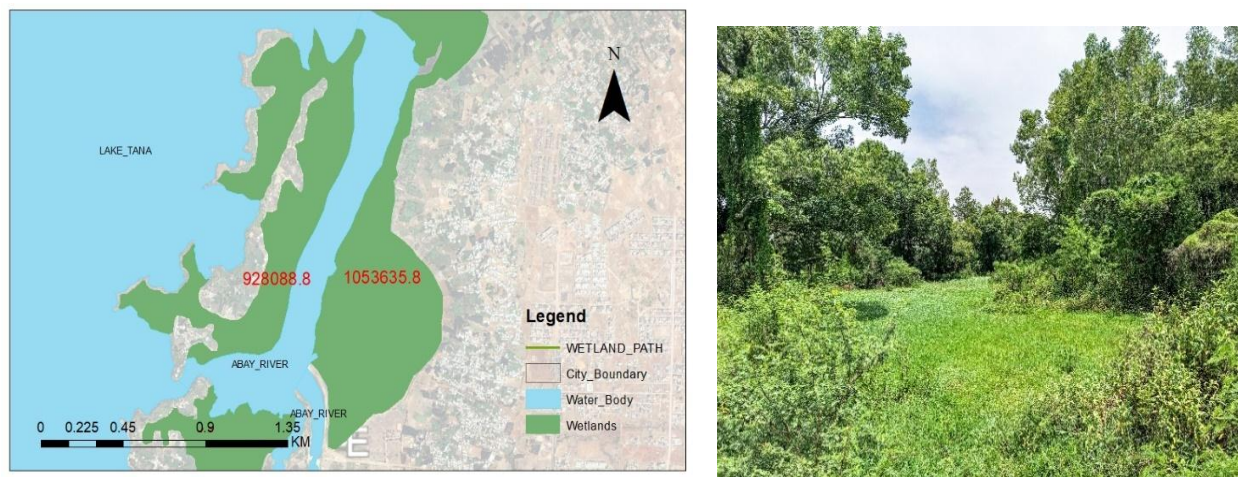 N
LAKE_TANA
928088.8
1053635.8
Legend
WETLAND_PATH
City_Boundary
Water_Body
Wetlands
ABAY_RIVER
ABAY_RIVER
0 0.225 0.45 0.9 1.35
KM
E